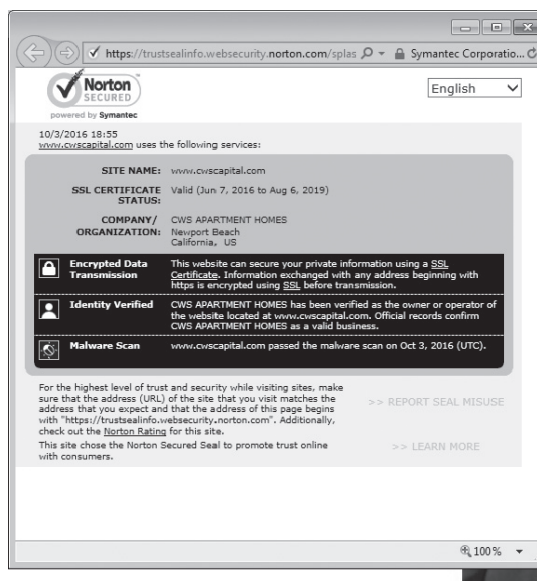 https://trustsealinfo.websecurity.norton.com/splas
Symantec Corporatio...
Norton
SECURED
powered by Symantec
English
10/3/2016 18:55
www.cwscapital.com uses the following services:
SITE NAME: www.cwscapital.com
SSL CERTIFICATE STATUS: Valid (Jun 7, 2016 to Aug 6, 2019)
COMPANY/ CWS APARTMENT HOMES
ORGANIZATION: Newport Beach
California, US
Encrypted Data Transmission
This website can secure your private information using a SSL
Certificate. Information exchanged with any address beginning with
https is encrypted using SSL before transmission.
Identity Verified
CWS APARTMENT HOMES has been verified as the owner or operator of
the website located at www.cwscapital.com. Official records confirm
CWS APARTMENT HOMES as a valid business.
Malware Scan
www.cwscapital.com passed the malware scan on Oct 3, 2016 (UTC).
For the highest level of trust and security while visiting sites, make
sure that the address (URL) of the site that you visit matches the
address that you expect and that the address of this page begins
with "https://trustsealinfo.websecurity.norton.com". Additionally,
check out the Norton Rating for this site.
>> REPORT SEAL MISUSE
This site chose the Norton Secured Seal to promote trust online
with consumers.
>> LEARN MORE
100%